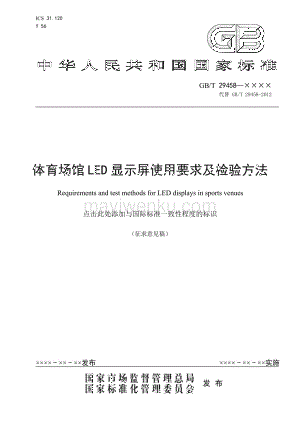 ICS 31.120
Y 56
GB
中华人民共和国国家标准
GB/T 29458—××××
代替 GB/T 29458-2012
体育场馆 LED 显示屏使用要求及检验方法
Requirements and test methods for LED displays in sports venues
点击此处添加与国际标准一致性程度的标识
（征求意见稿）
mayiwenku.com
××××－××－××发布
××××－××－××实施
国家市场监督管理总局
国家标准化管理委员会
发布